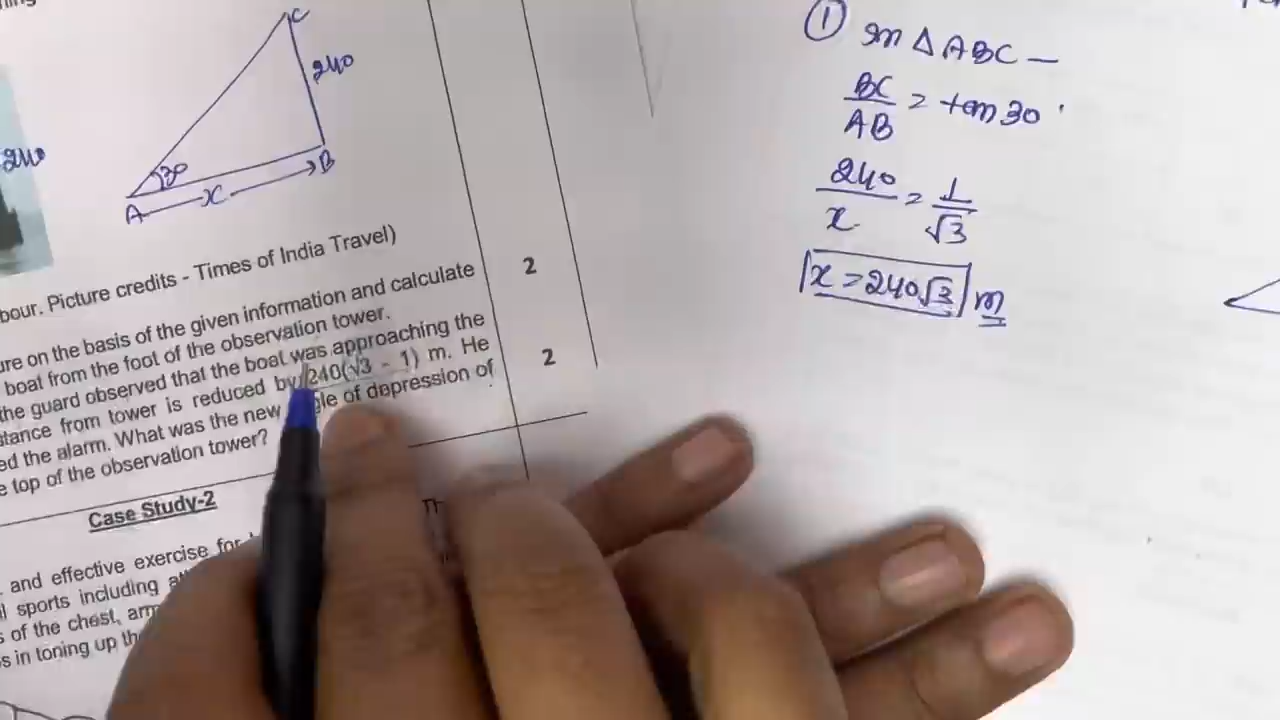 C
240
240
30
A
x
B
bour. Picture credits - Times of India Travel)
ure on the basis of the given information and calculate
boat from the foot of the observation tower.
2
the guard observed that the boat was approaching the
stance from tower is reduced by 240(√3 - 1) m. He
ed the alarm. What was the new gle of depression of
e top of the observation tower?
2
Case Study-2
and effective exercise for
l sports including
s of the chest, arm
s in toning up th
Th
① In △ABC –
BC/AB = tan 30°
240/x = 1/√3
x = 240√3 m